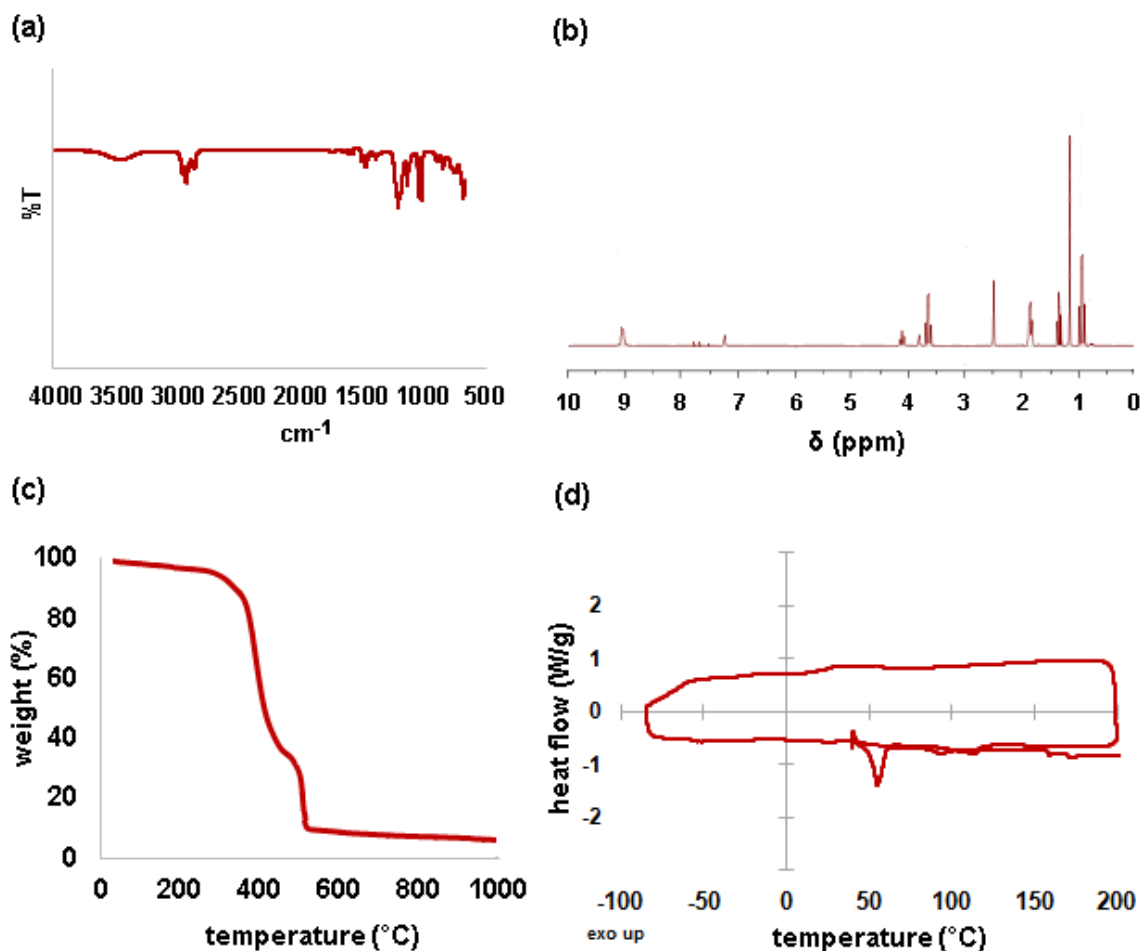 (a)
%T
4000 3500 3000 2500 2000 1500 1000 500
cm-1
(b)
10 9 8 7 6 5 4 3 2 1 0
δ (ppm)
(c)
weight (%)
100
80
60
40
20
0
0 200 400 600 800 1000
temperature (°C)
(d)
heat flow (W/g)
2
1
0
-1
-2
-100 -50 0 50 100 150 200
exo up
temperature (°C)